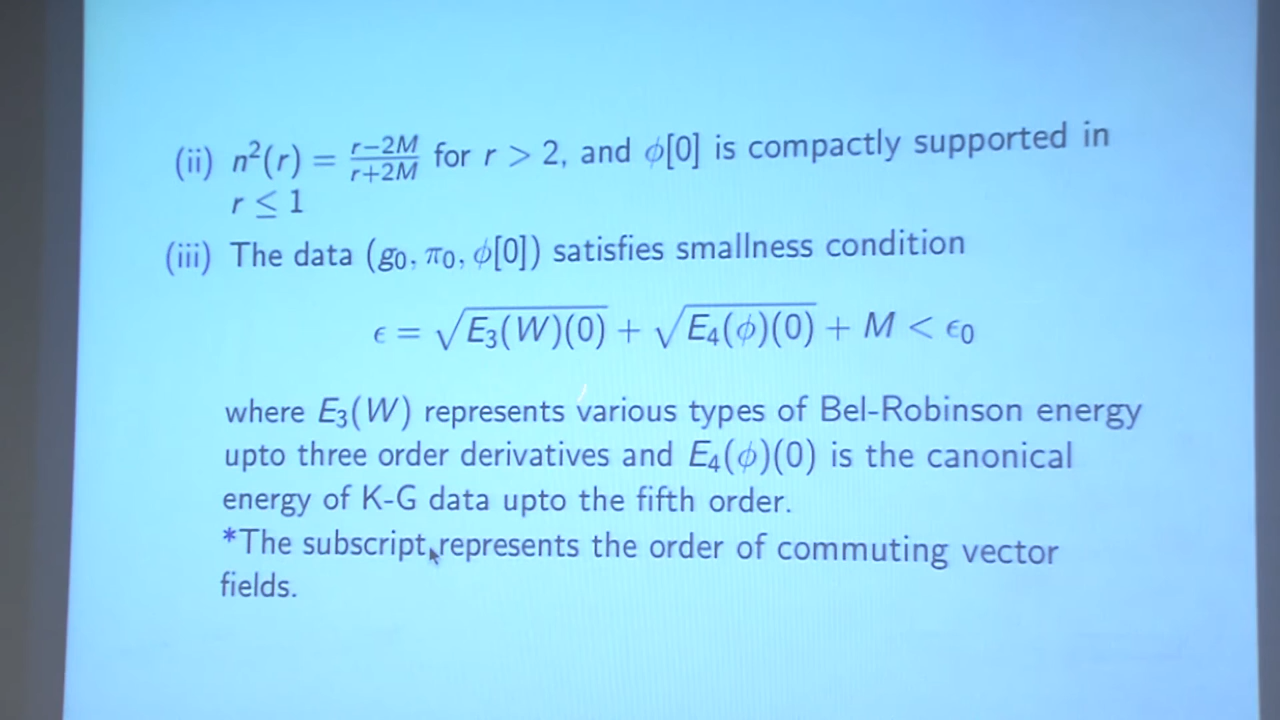 (ii) n²(r) = (r−2M)/(r+2M) for r > 2, and ϕ[0] is compactly supported in
r ≤ 1
(iii) The data (g₀, π₀, ϕ[0]) satisfies smallness condition
ϵ = √E₃(W)(0) + √E₄(ϕ)(0) + M < ϵ₀
where E₃(W) represents various types of Bel-Robinson energy
upto three order derivatives and E₄(ϕ)(0) is the canonical
energy of K-G data upto the fifth order.
*The subscript represents the order of commuting vector
fields.